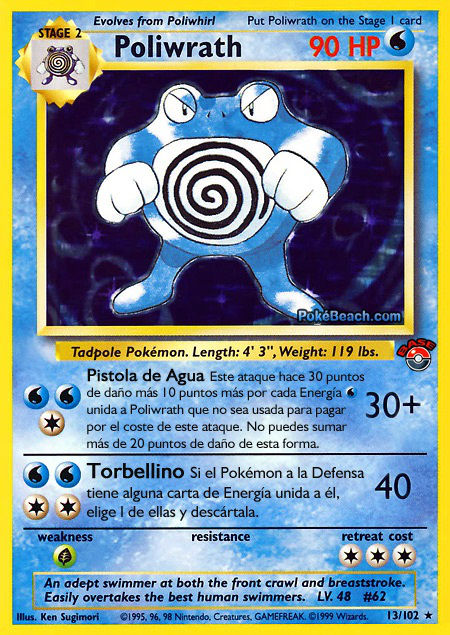 Evolves from Poliwhirl
Put Poliwrath on the Stage 1 card
STAGE 2
Poliwrath
90 HP
PokéBeach.com
Tadpole Pokémon. Length: 4' 3", Weight: 119 lbs.
BASE
Pistola de Agua Este ataque hace 30 puntos
de daño más 10 puntos más por cada Energía
unida a Poliwrath que no sea usada para pagar
por el coste de este ataque. No puedes sumar
más de 20 puntos de daño de esta forma.
30+
Torbellino Si el Pokémon a la Defensa
tiene alguna carta de Energía unida a él,
elige 1 de ellas y descártala.
40
weakness
resistance
retreat cost
An adept swimmer at both the front crawl and breaststroke.
Easily overtakes the best human swimmers. LV. 48 #62
Illus. Ken Sugimori
©1995, 96, 98 Nintendo, Creatures, GAMEFREAK. ©1999 Wizards.
13/102 ★